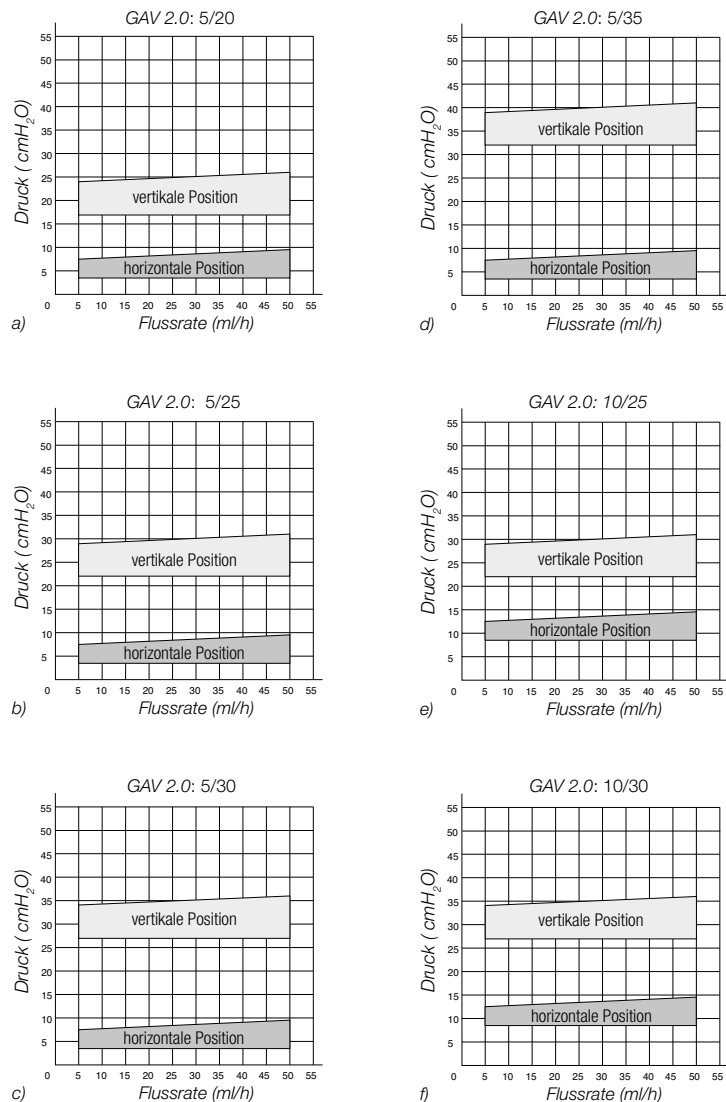 GAV 2.0: 5/20
55
50
45
40
35
30
25
20
15
10
5
0
Druck ( cmH₂O)
vertikale Position
horizontale Position
5 10 15 20 25 30 35 40 45 50 55
a) Flussrate (ml/h)
GAV 2.0: 5/35
55
50
45
40
35
30
25
20
15
10
5
0
Druck ( cmH₂O)
vertikale Position
horizontale Position
5 10 15 20 25 30 35 40 45 50 55
d) Flussrate (ml/h)
GAV 2.0: 5/25
55
50
45
40
35
30
25
20
15
10
5
0
Druck ( cmH₂O)
vertikale Position
horizontale Position
5 10 15 20 25 30 35 40 45 50 55
b) Flussrate (ml/h)
GAV 2.0: 10/25
55
50
45
40
35
30
25
20
15
10
5
0
Druck ( cmH₂O)
vertikale Position
horizontale Position
5 10 15 20 25 30 35 40 45 50 55
e) Flussrate (ml/h)
GAV 2.0: 5/30
55
50
45
40
35
30
25
20
15
10
5
0
Druck ( cmH₂O)
vertikale Position
horizontale Position
5 10 15 20 25 30 35 40 45 50 55
c) Flussrate (ml/h)
GAV 2.0: 10/30
55
50
45
40
35
30
25
20
15
10
5
0
Druck ( cmH₂O)
vertikale Position
horizontale Position
5 10 15 20 25 30 35 40 45 50 55
f) Flussrate (ml/h)